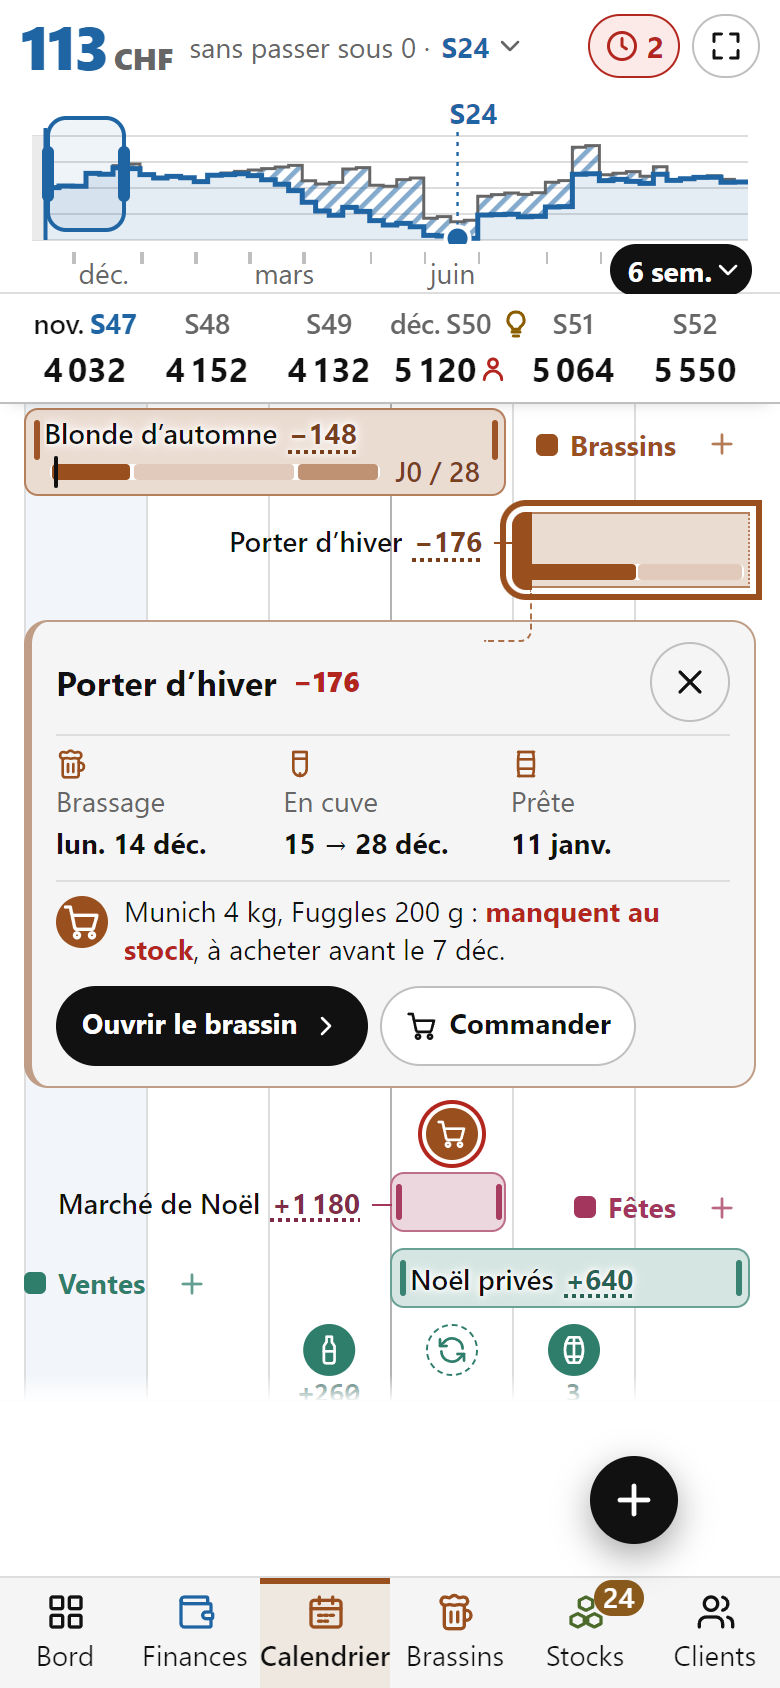 113 CHF sans passer sous 0 · S24
2
S24
déc. mars juin
6 sem.
nov. S47 S48 S49 déc. S50 S51 S52
4 032 4 152 4 132 5 120 5 064 5 550
Blonde d’automne −148
J0 / 28
Brassins +
Porter d’hiver −176
Porter d’hiver −176
Brassage En cuve Prête
lun. 14 déc. 15 → 28 déc. 11 janv.
Munich 4 kg, Fuggles 200 g : manquent au
stock, à acheter avant le 7 déc.
Ouvrir le brassin
Commander
Marché de Noël +1 180
Fêtes +
Ventes +
Noël privés +640
+260 3
24
Bord Finances Calendrier Brassins Stocks Clients